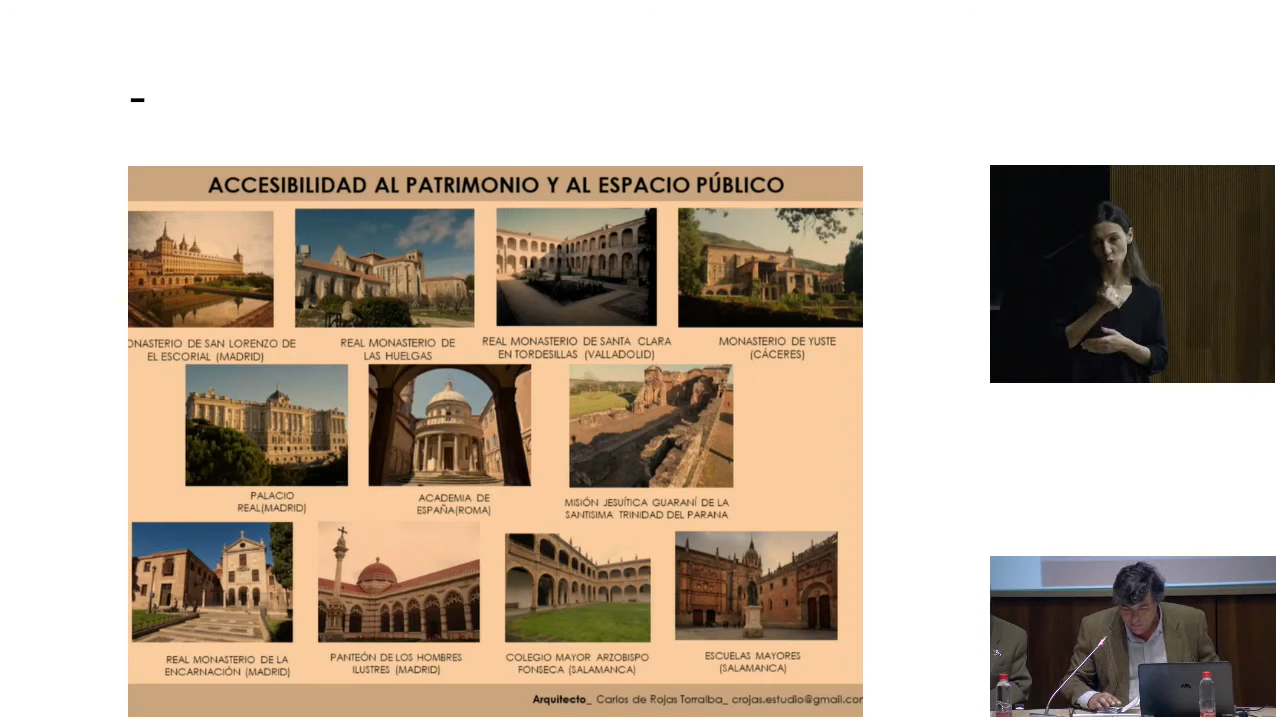 -
ACCESIBILIDAD AL PATRIMONIO Y AL ESPACIO PÚBLICO
ONASTERIO DE SAN LORENZO DE
EL ESCORIAL (MADRID)
REAL MONASTERIO DE
LAS HUELGAS
REAL MONASTERIO DE SANTA CLARA
EN TORDESILLAS (VALLADOLID)
MONASTERIO DE YUSTE
(CÁCERES)
PALACIO
REAL(MADRID)
ACADEMIA DE
ESPAÑA(ROMA)
MISIÓN JESUÍTICA GUARANÍ DE LA
SANTISIMA TRINIDAD DEL PARANA
REAL MONASTERIO DE LA
ENCARNACIÓN (MADRID)
PANTEÓN DE LOS HOMBRES
ILUSTRES (MADRID)
COLEGIO MAYOR ARZOBISPO
FONSECA (SALAMANCA)
ESCUELAS MAYORES
(SALAMANCA)
Arquitecto_ Carlos de Rojas Torralba_ crojas.estudio@gmail.cor